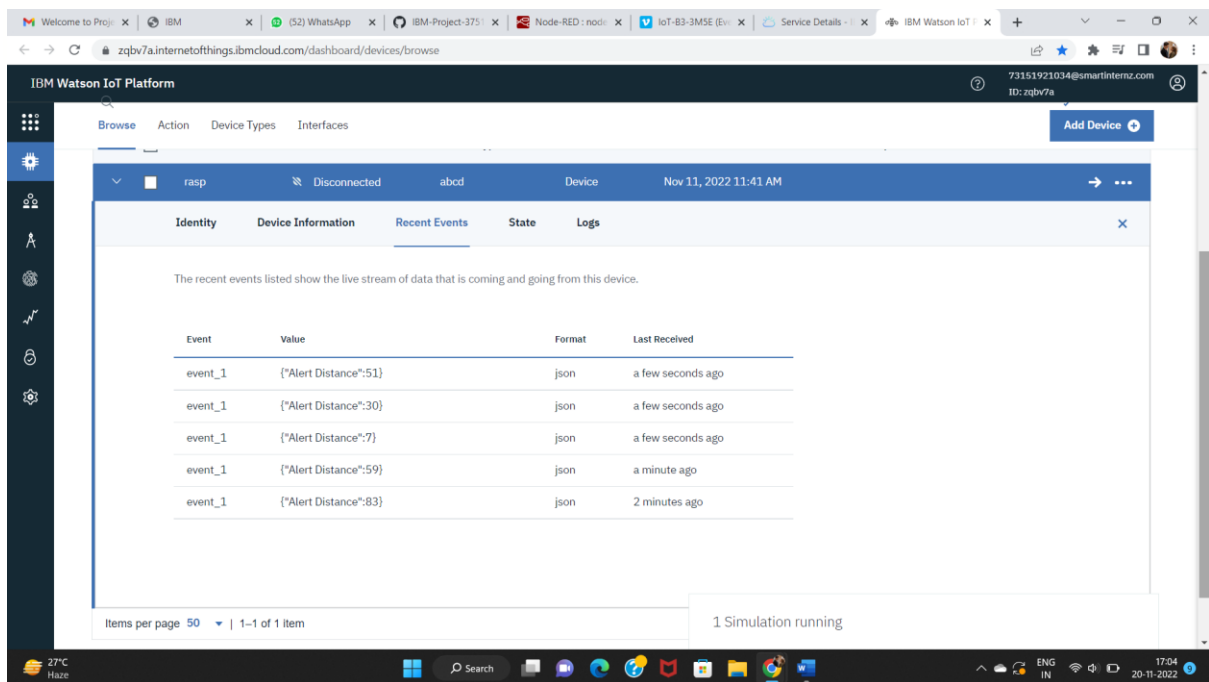 Welcome to Proje IBM (52) WhatsApp IBM-Project-375 Node-RED : node IoT-B3-3M5E (Eve Service Details - IBM Watson IoT P
zqbv7a.internetofthings.ibmcloud.com/dashboard/devices/browse
IBM Watson IoT Platform
73151921034@smartinternz.com
ID: zqbv7a
Browse Action Device Types Interfaces Add Device
rasp Disconnected abcd Device Nov 11, 2022 11:41 AM
Identity Device Information Recent Events State Logs
The recent events listed show the live stream of data that is coming and going from this device.
Event Value Format Last Received
event_1 {"Alert Distance":51} json a few seconds ago
event_1 {"Alert Distance":30} json a few seconds ago
event_1 {"Alert Distance":7} json a few seconds ago
event_1 {"Alert Distance":59} json a minute ago
event_1 {"Alert Distance":83} json 2 minutes ago
Items per page 50 | 1–1 of 1 item
1 Simulation running
27°C
Haze
Search
ENG
IN
17:04
20-11-2022
9